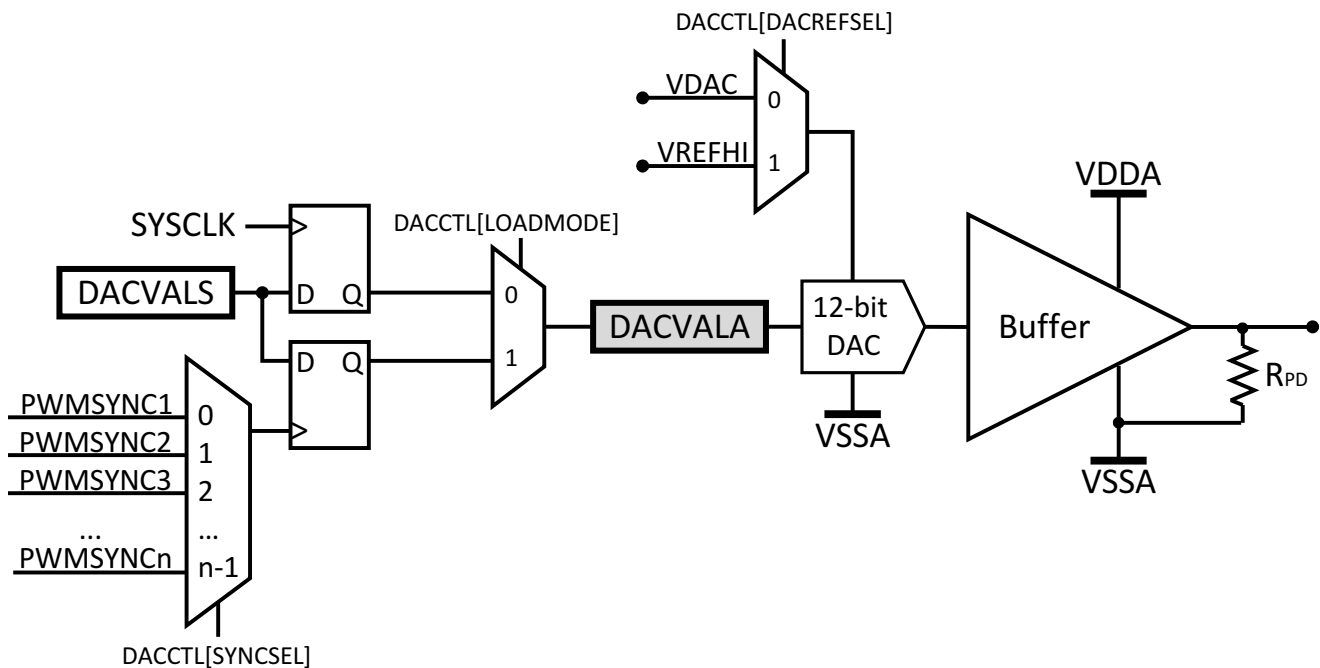 DACCTL[DACREFSEL]
VDAC
0
VREFHI
1
VDDA
SYSCLK
DACCTL[LOADMODE]
DACVALS
D Q
0
DACVALA
12-bit
DAC
Buffer
D Q
1
RPD
VSSA
VSSA
PWMSYNC1
0
PWMSYNC2
1
PWMSYNC3
2
...
...
PWMSYNCn
n-1
DACCTL[SYNCSEL]